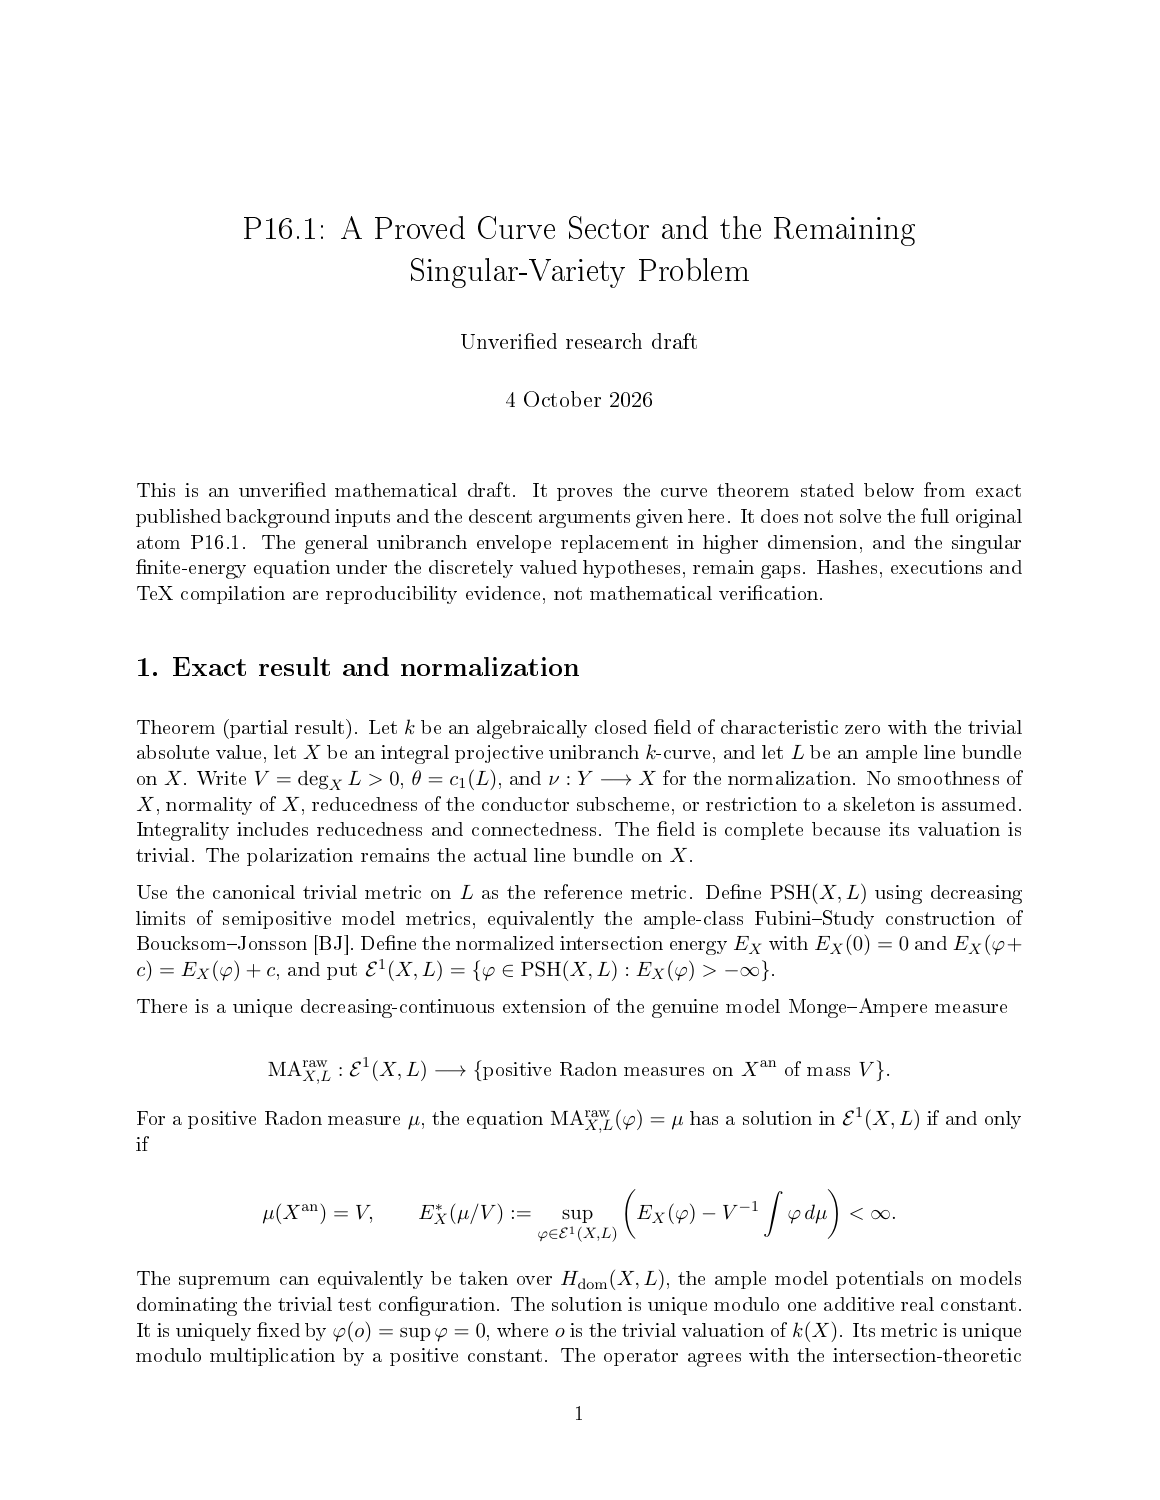 P16.1: A Proved Curve Sector and the Remaining
Singular-Variety Problem
Unverified research draft
4 October 2026
This is an unverified mathematical draft. It proves the curve theorem stated below from exact
published background inputs and the descent arguments given here. It does not solve the full original
atom P16.1. The general unibranch envelope replacement in higher dimension, and the singular
finite-energy equation under the discretely valued hypotheses, remain gaps. Hashes, executions and
TeX compilation are reproducibility evidence, not mathematical verification.
1. Exact result and normalization
Theorem (partial result). Let k be an algebraically closed field of characteristic zero with the trivial
absolute value, let X be an integral projective unibranch k-curve, and let L be an ample line bundle
on X. Write V = deg_X L > 0, θ = c₁(L), and ν : Y ⟶ X for the normalization. No smoothness of
X, normality of X, reducedness of the conductor subscheme, or restriction to a skeleton is assumed.
Integrality includes reducedness and connectedness. The field is complete because its valuation is
trivial. The polarization remains the actual line bundle on X.
Use the canonical trivial metric on L as the reference metric. Define PSH(X, L) using decreasing
limits of semipositive model metrics, equivalently the ample-class Fubini–Study construction of
Boucksom–Jonsson [BJ]. Define the normalized intersection energy E_X with E_X(0) = 0 and E_X(φ+
c) = E_X(φ) + c, and put 𝓔¹(X, L) = {φ ∈ PSH(X, L) : E_X(φ) > −∞}.
There is a unique decreasing-continuous extension of the genuine model Monge–Ampere measure
MA^raw_{X,L} : 𝓔¹(X, L) ⟶ {positive Radon measures on X^an of mass V}.
For a positive Radon measure μ, the equation MA^raw_{X,L}(φ) = μ has a solution in 𝓔¹(X, L) if and only
if
μ(X^an) = V, E*_X(μ/V) := sup_{φ∈𝓔¹(X,L)} (E_X(φ) − V⁻¹ ∫ φ dμ) < ∞.
The supremum can equivalently be taken over H_dom(X, L), the ample model potentials on models
dominating the trivial test configuration. The solution is unique modulo one additive real constant.
It is uniquely fixed by φ(o) = sup φ = 0, where o is the trivial valuation of k(X). Its metric is unique
modulo multiplication by a positive constant. The operator agrees with the intersection-theoretic
1